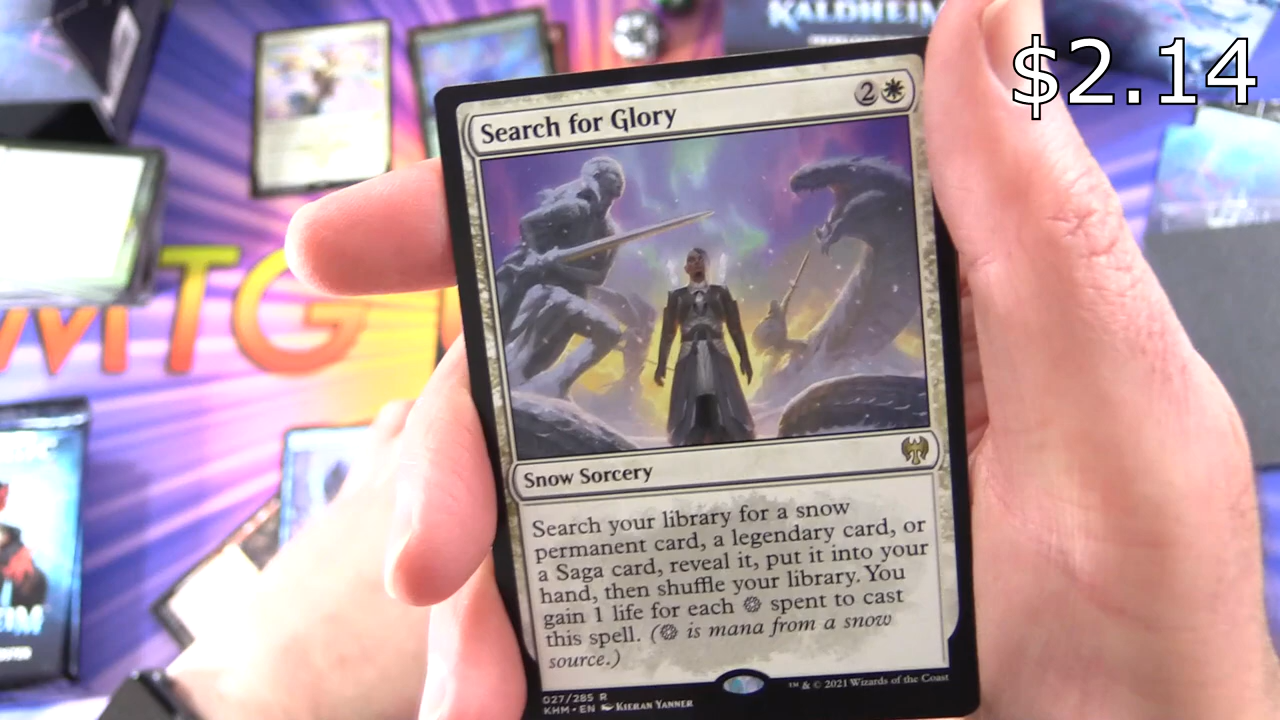 KALDHEIM
$2.14
Search for Glory
2
MTG
Snow Sorcery
Search your library for a snow
permanent card, a legendary card, or
a Saga card, reveal it, put it into your
hand, then shuffle your library. You
gain 1 life for each spent to cast
this spell. ( is mana from a snow
source.)
027/285 R
KHM • EN KIERAN YANNER
™ & © 2021 Wizards of the Coast